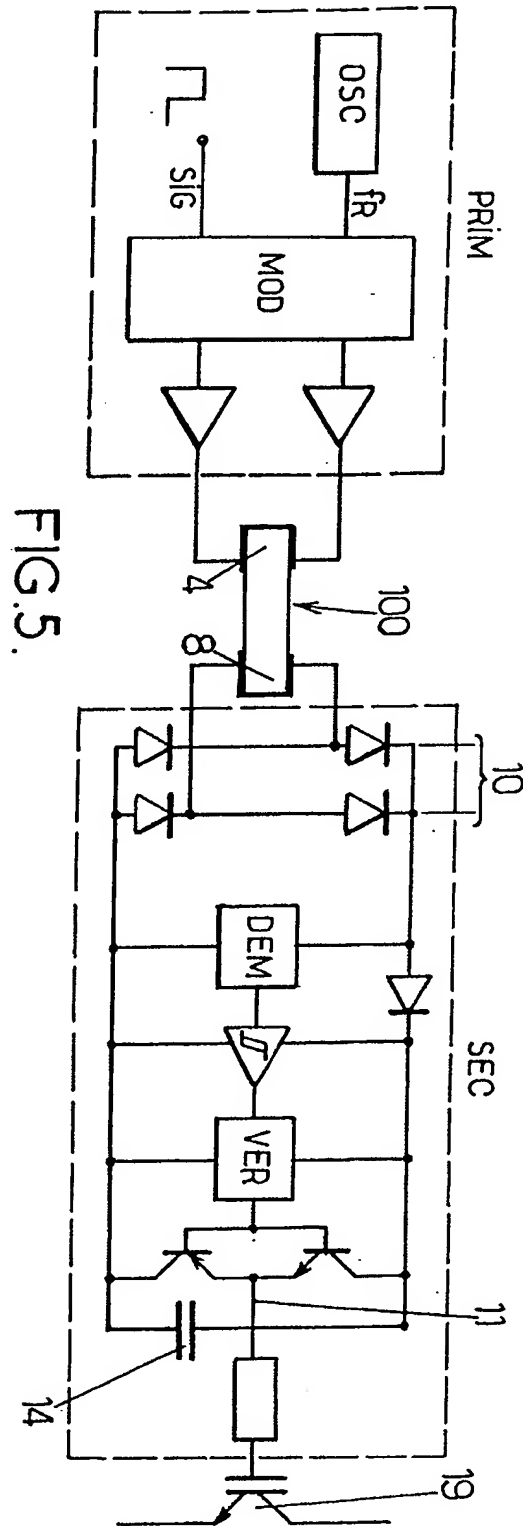 PRiM
OSC
fR
SiG
MOD
100
4
8
10
SEC
DEM
VER
11
14
19
FIG.5.